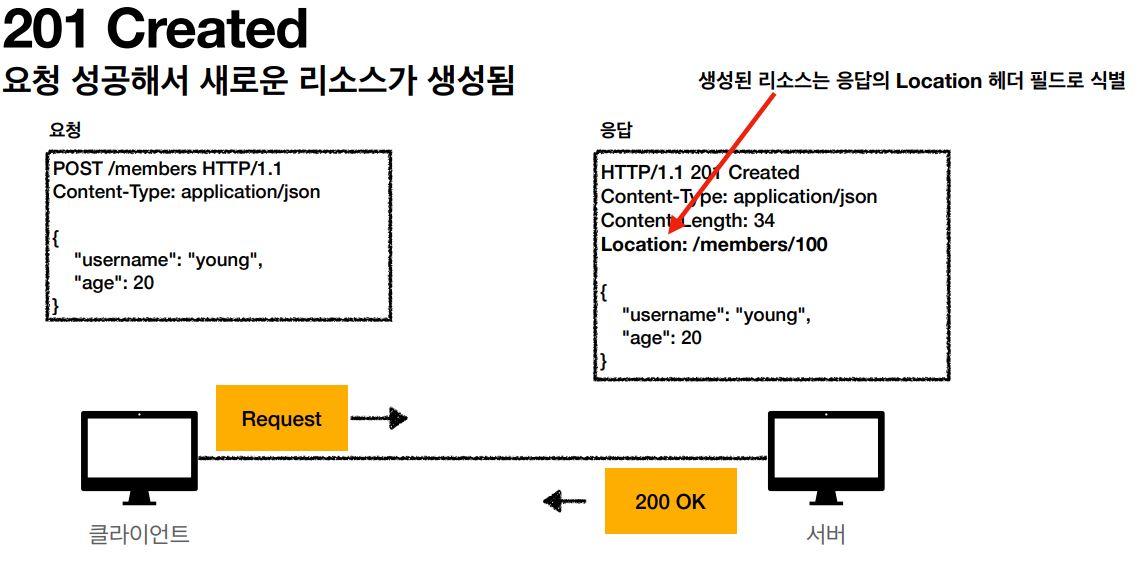 201 Created
요청 성공해서 새로운 리소스가 생성됨
생성된 리소스는 응답의 Location 헤더 필드로 식별
요청
POST /members HTTP/1.1
Content-Type: application/json
{
"username": "young",
"age": 20
}
응답
HTTP/1.1 201 Created
Content-Type: application/json
Content-Length: 34
Location: /members/100
{
"username": "young",
"age": 20
}
Request
200 OK
클라이언트
서버